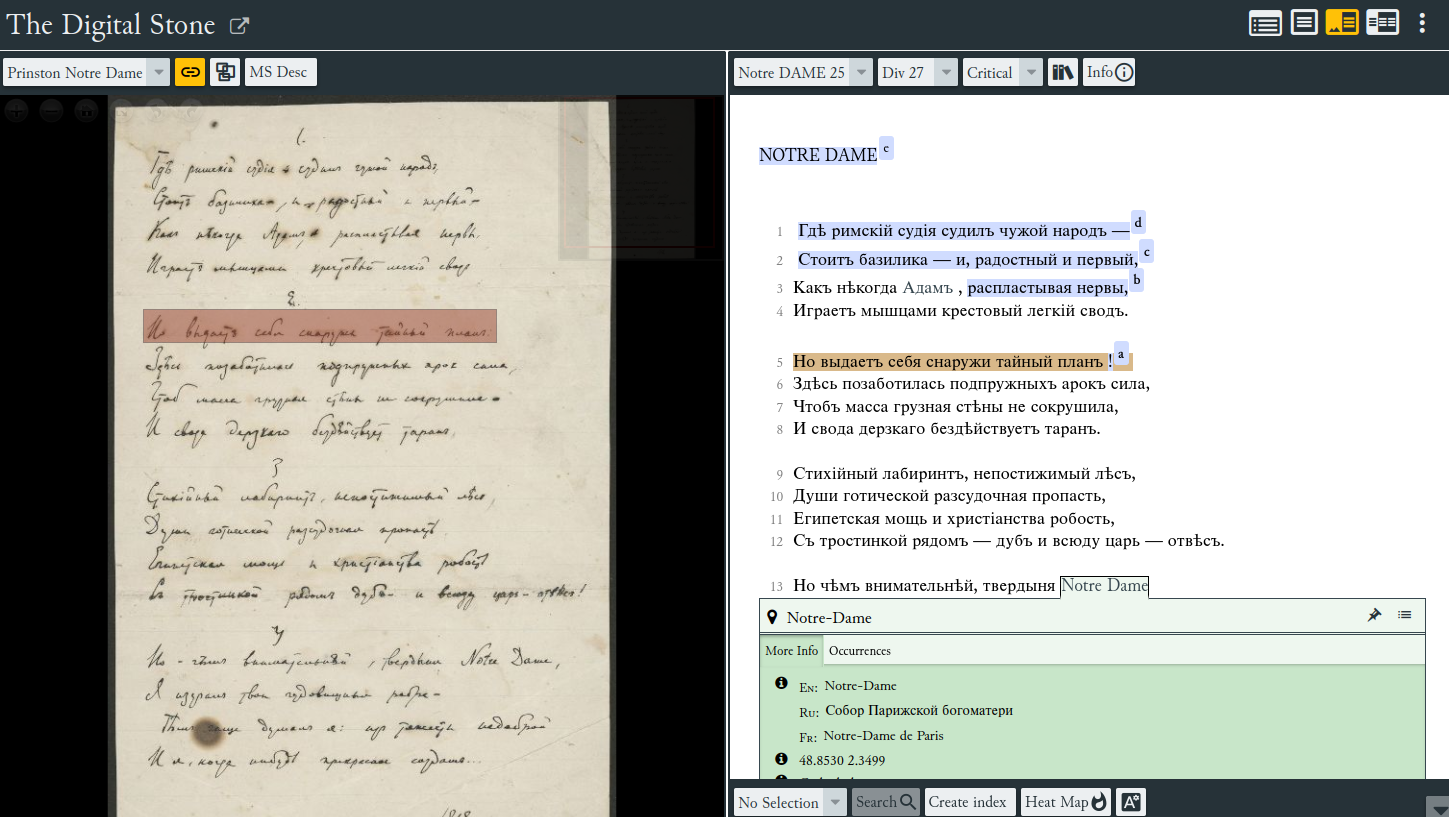 The Digital Stone
Prinston Notre Dame
MS Desc
1.
Гдѣ римскій судія судилъ чужой народъ,
Стоитъ базилика, и радостный и первый —
Какъ нѣкогда Адамъ, распластывая нервы,
Играетъ мышцами крестовый легкій сводъ
2.
Но выдаетъ себя снаружи тайный планъ:
Здѣсь позаботилась подпружныхъ арокъ сила,
Чтоб масса грузная стѣны не сокрушила —
И свода дерзкаго бездѣйствуетъ таранъ.
3
Стихійный лабиринтъ, непостижимый лѣсъ,
Души готической разсудочная пропасть
Египетская мощь и христіанства робость
Съ тростинкой рядомъ дубъ — и всюду царь — отвѣсъ!
4
Но — чѣмъ внимательнѣй, твердыня Notre Dame,
Я изучалъ твои чудовищныя ребра —
Тѣмъ чаще думалъ я: изъ тяжести недоброй
И я, когда нибудь прекрасное создамъ...
Notre DAME 25
Div 27
Critical
Info
NOTRE DAME c
1 Гдѣ римскій судія судилъ чужой народъ — d
2 Стоитъ базилика — и, радостный и первый, c
3 Какъ нѣкогда Адамъ , распластывая нервы, b
4 Играетъ мышцами крестовый легкій сводъ.
5 Но выдаетъ себя снаружи тайный планъ ! a
6 Здѣсь позаботилась подпружныхъ арокъ сила,
7 Чтобъ масса грузная стѣны не сокрушила,
8 И свода дерзкаго бездѣйствуетъ таранъ.
9 Стихійный лабиринтъ, непостижимый лѣсъ,
10 Души готической разсудочная пропасть,
11 Египетская мощь и христіанства робость,
12 Съ тростинкой рядомъ — дубъ и всюду царь — отвѣсъ.
13 Но чѣмъ внимательнѣй, твердыня Notre Dame
Notre-Dame
More Info
Occurrences
En: Notre-Dame
Ru: Собор Парижской богоматери
Fr: Notre-Dame de Paris
48.8530 2.3499
No Selection
Search
Create index
Heat Map
A